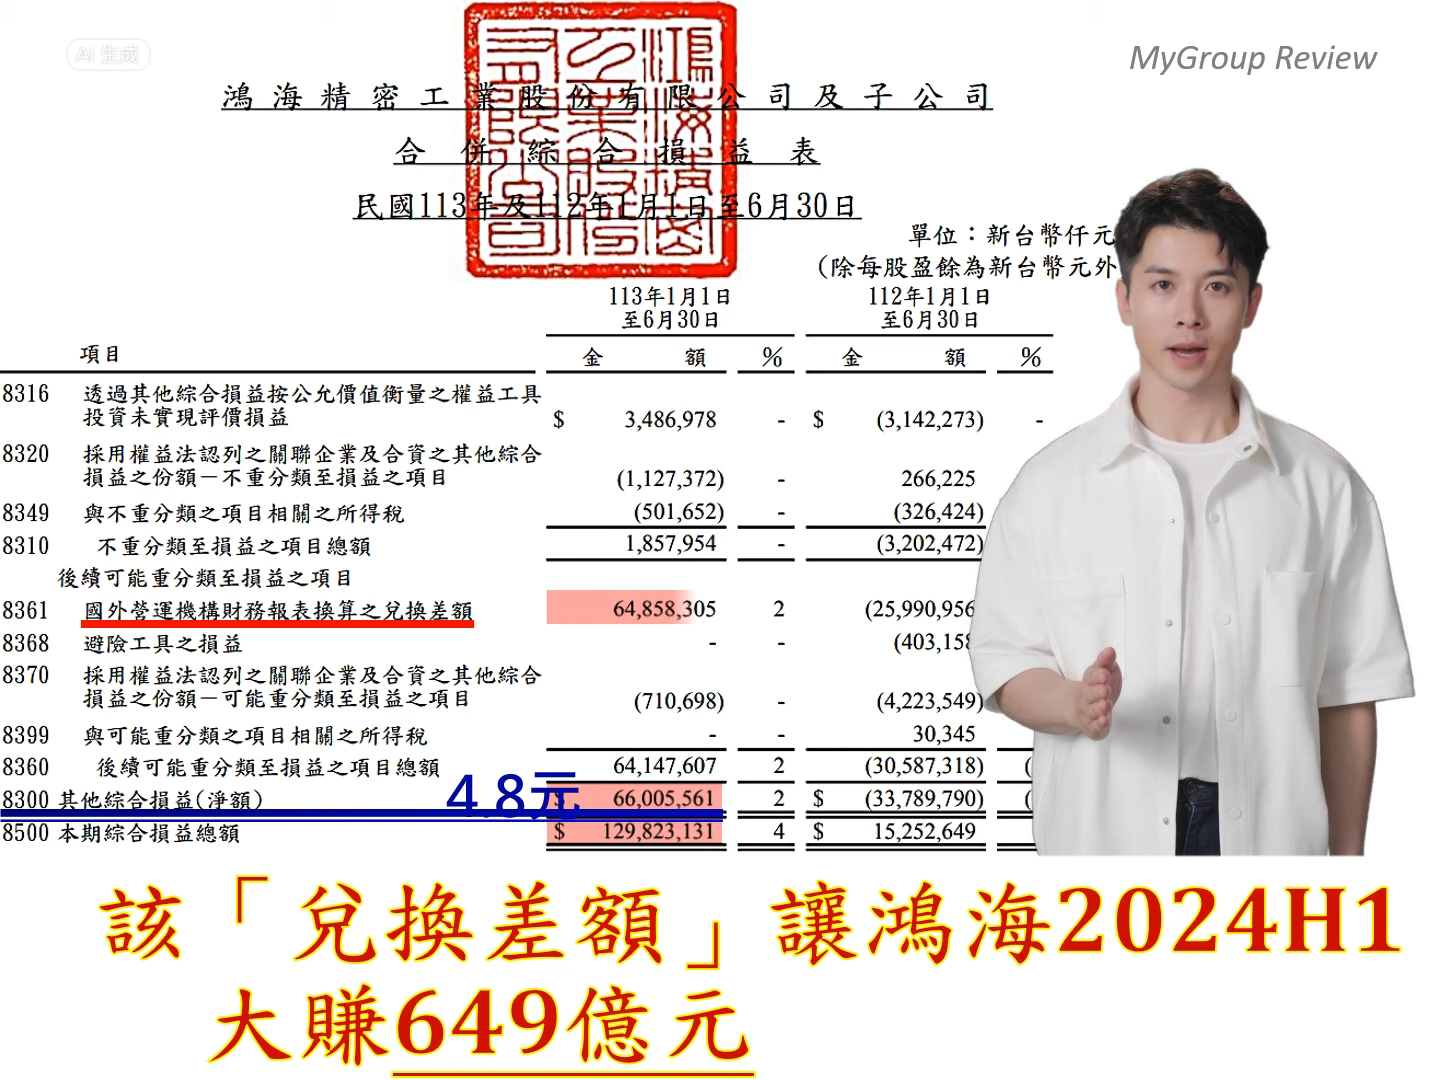 AI 生成
MyGroup Review
鴻海精密工業股份有限公司及子公司
合併綜合損益表
民國113年及112年1月1日至6月30日
單位：新台幣仟元
(除每股盈餘為新台幣元外
113年1月1日 112年1月1日
至6月30日 至6月30日
項目 金額 % 金額 %
8316 透過其他綜合損益按公允價值衡量之權益工具
投資未實現評價損益 $ 3,486,978 - $ (3,142,273) -
8320 採用權益法認列之關聯企業及合資之其他綜合
損益之份額－不重分類至損益之項目 (1,127,372) - 266,225
8349 與不重分類之項目相關之所得稅 (501,652) - (326,424)
8310 不重分類至損益之項目總額 1,857,954 - (3,202,472)
後續可能重分類至損益之項目
8361 國外營運機構財務報表換算之兌換差額 64,858,305 2 (25,990,956
8368 避險工具之損益 - - (403,158
8370 採用權益法認列之關聯企業及合資之其他綜合
損益之份額－可能重分類至損益之項目 (710,698) - (4,223,549)
8399 與可能重分類之項目相關之所得稅 - - 30,345
8360 後續可能重分類至損益之項目總額 64,147,607 2 (30,587,318) (
4.8元
8300 其他綜合損益(淨額) $ 66,005,561 2 $ (33,789,790) (
8500 本期綜合損益總額 $ 129,823,131 4 $ 15,252,649
該「兌換差額」讓鴻海2024H1
大賺649億元